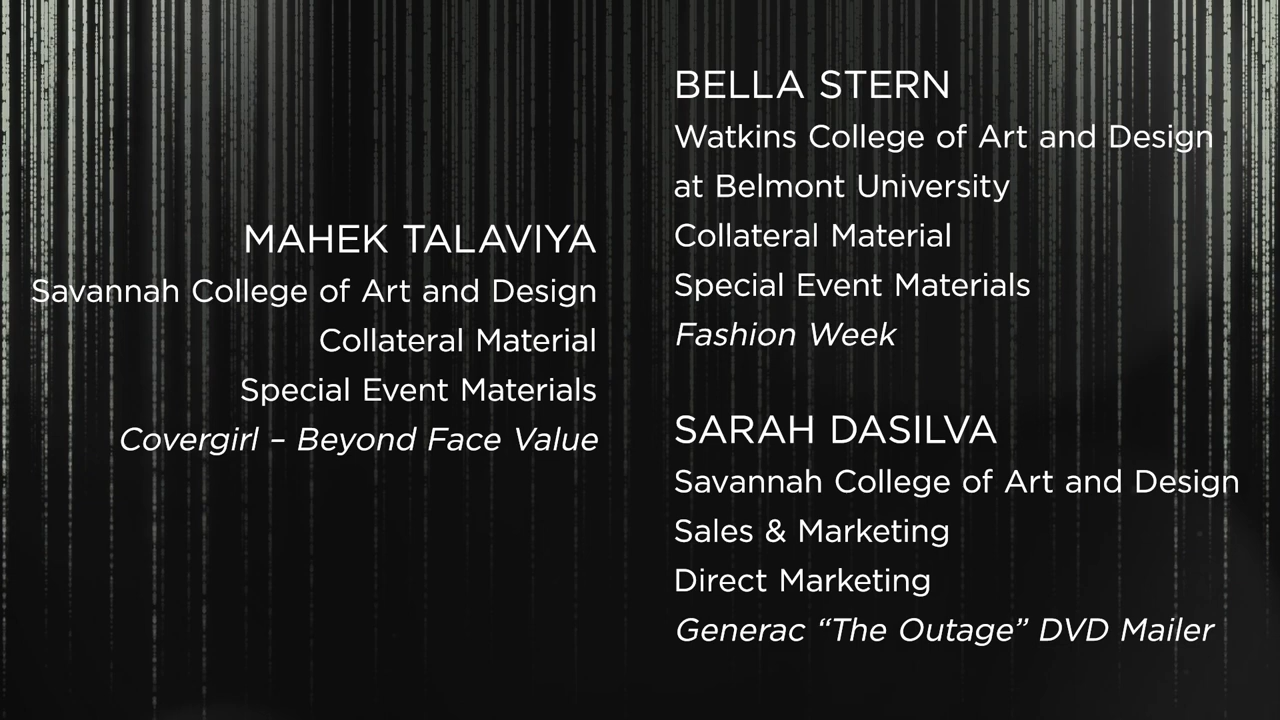 MAHEK TALAVIYA
Savannah College of Art and Design
Collateral Material
Special Event Materials
Covergirl – Beyond Face Value
BELLA STERN
Watkins College of Art and Design
at Belmont University
Collateral Material
Special Event Materials
Fashion Week
SARAH DASILVA
Savannah College of Art and Design
Sales & Marketing
Direct Marketing
Generac “The Outage” DVD Mailer